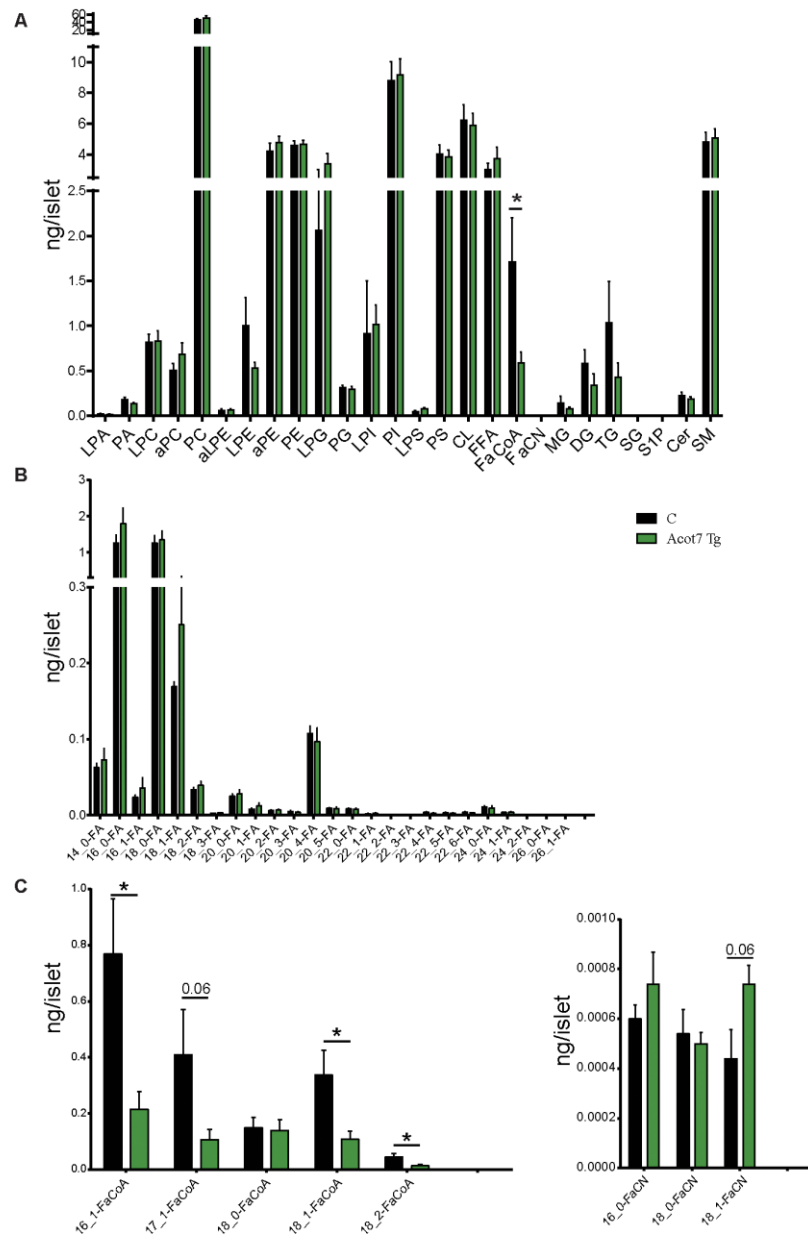 A
60
40
20
10
8
6
4
2.5
2.0
1.5
1.0
0.5
0.0
ng/islet
*
LPA PA LPC aPC PC aLPE LPE aPE PE LPG PG LPI PI LPS PS CL FFA FaCoA FaCN MG DG TG SG S1P Cer SM
B
3
2
1
0.3
0.2
0.1
0.0
ng/islet
C
Acot7 Tg
14_0-FA 16_0-FA 16_1-FA 18_0-FA 18_1-FA 18_2-FA 18_3-FA 20_0-FA 20_1-FA 20_2-FA 20_3-FA 20_4-FA 20_5-FA 22_0-FA 22_1-FA 22_2-FA 22_3-FA 22_4-FA 22_5-FA 22_6-FA 24_0-FA 24_1-FA 24_2-FA 26_0-FA 26_1-FA
C
1.0
0.8
0.6
0.4
0.2
0.0
ng/islet
*
0.06
*
*
16_1-FaCoA 17_1-FaCoA 18_0-FaCoA 18_1-FaCoA 18_2-FaCoA
0.0010
0.0008
0.0006
0.0004
0.0002
0.0000
ng/islet
0.06
16_0-FaCN 18_0-FaCN 18_1-FaCN